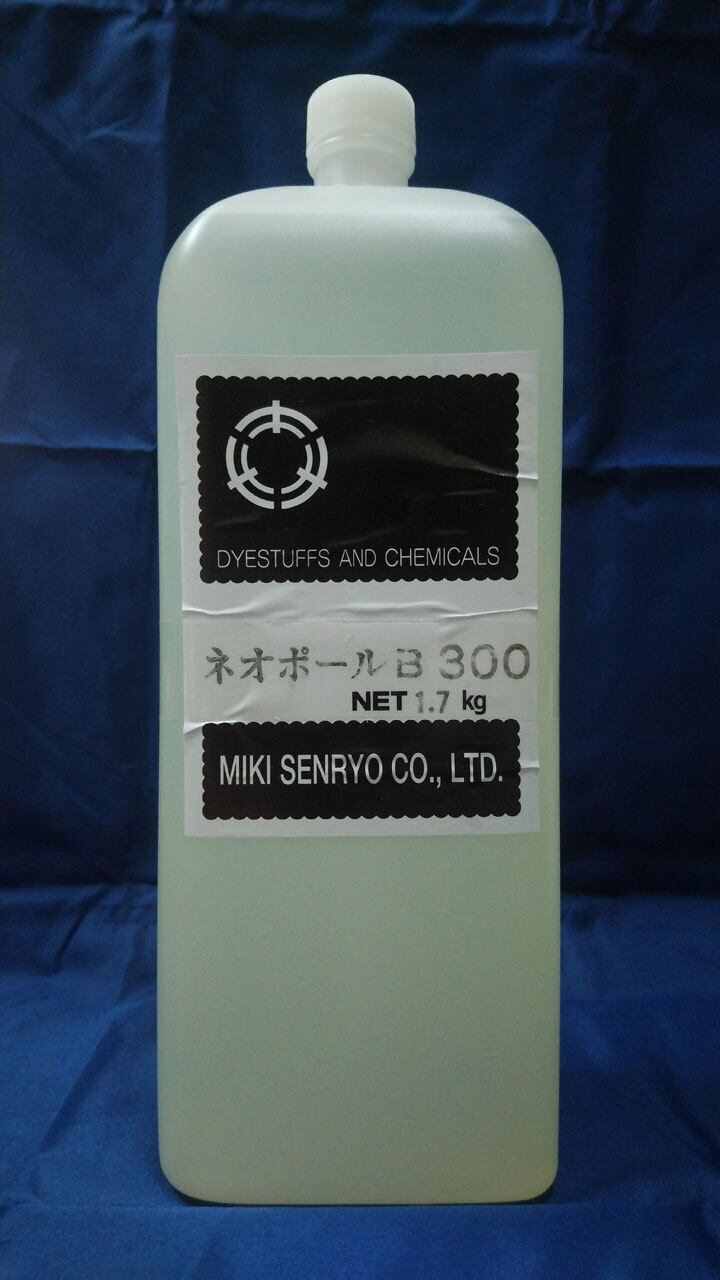 DYESTUFFS AND CHEMICALS
ネオポールB 300
NET 1.7 kg
MIKI SENRYO CO., LTD.